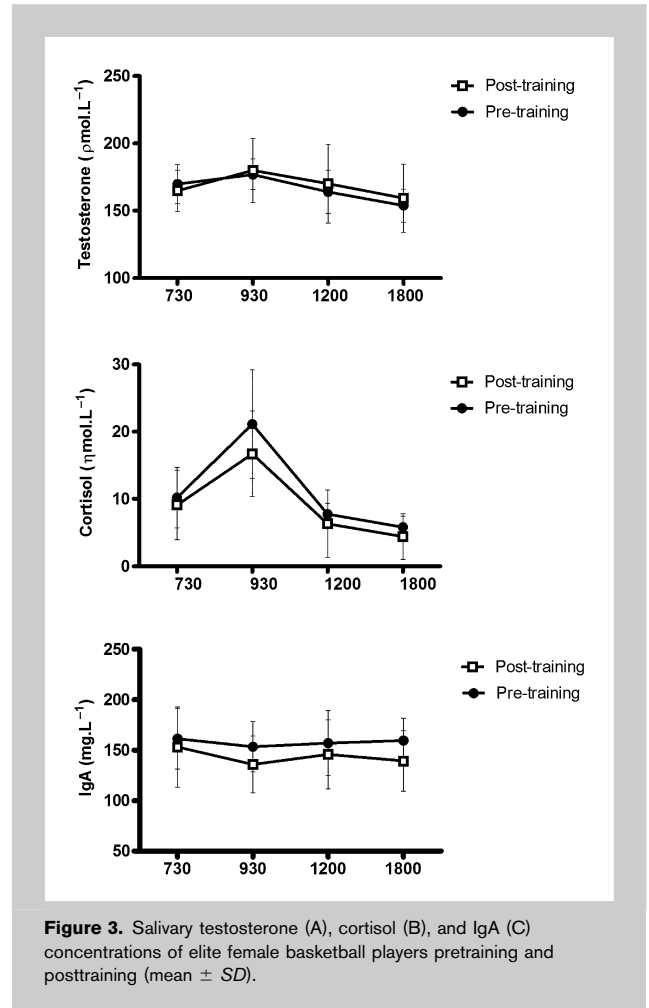 250
200
150
100
Testosterone (ρmol.L⁻¹)
730 930 1200 1800
Post-training
Pre-training
30
20
10
0
Cortisol (ηmol.L⁻¹)
730 930 1200 1800
Post-training
Pre-training
250
200
150
100
50
IgA (mg.L⁻¹)
730 930 1200 1800
Post-training
Pre-training
Figure 3. Salivary testosterone (A), cortisol (B), and IgA (C)
concentrations of elite female basketball players pretraining and
posttraining (mean ± SD).